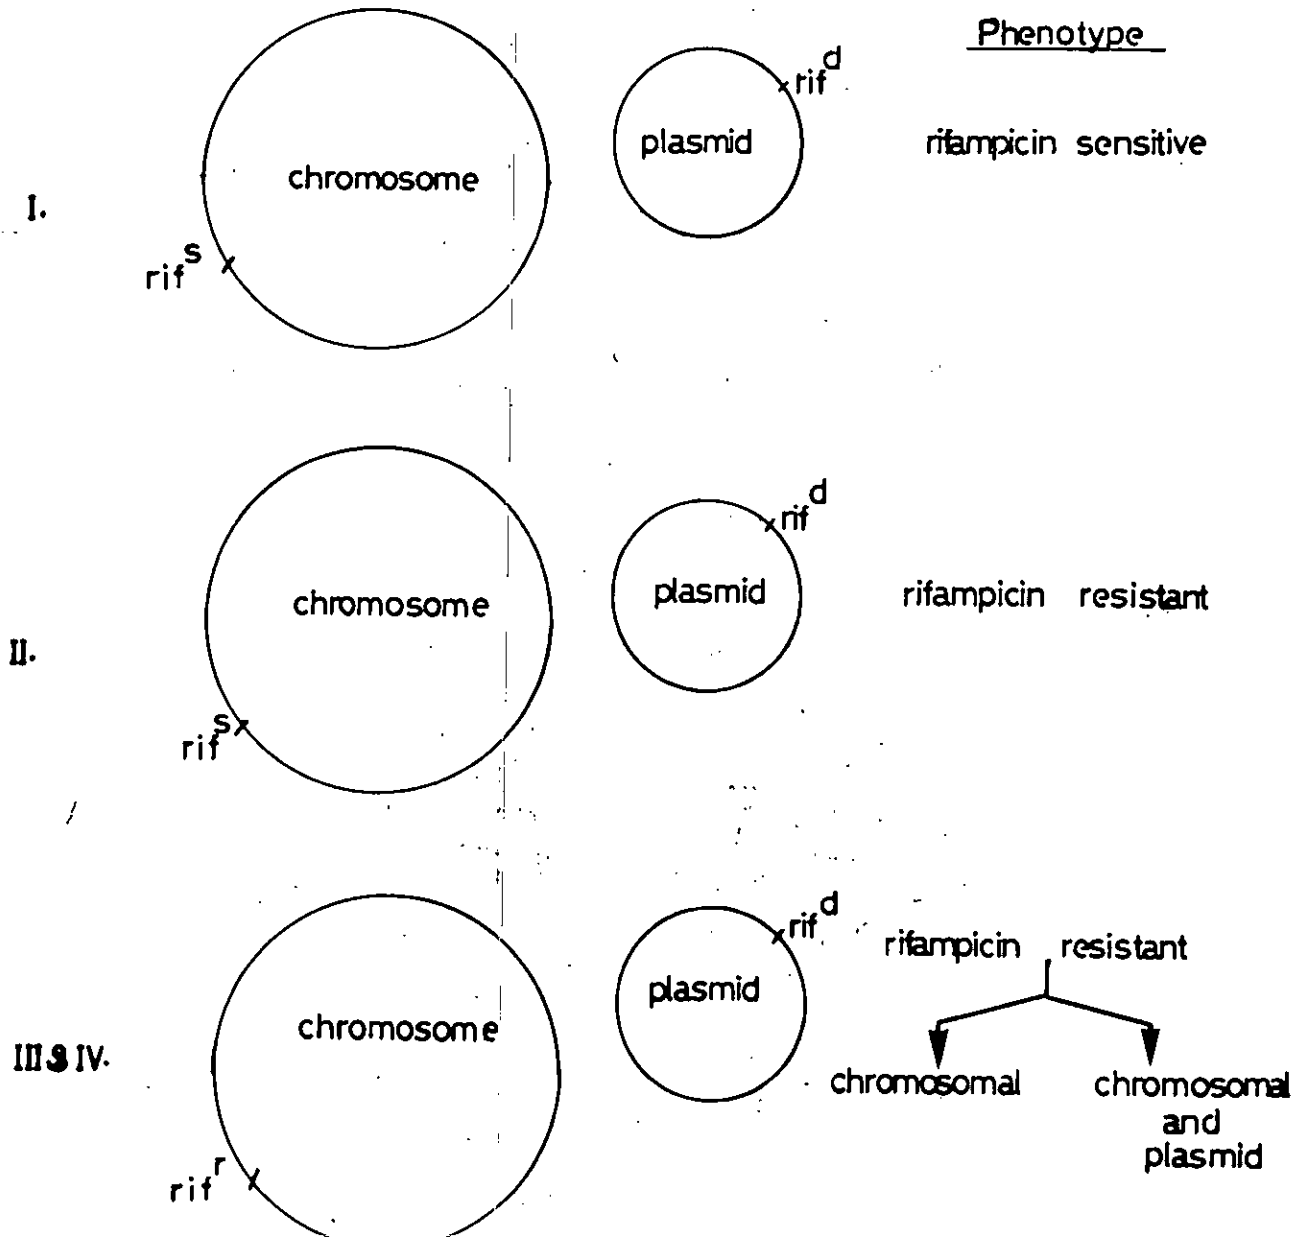 Phenotype
rif^d
plasmid
rifampicin sensitive
chromosome
I.
rif^s
rif^d
plasmid
rifampicin resistant
chromosome
II.
rif^s
rif^d
rifampicin resistant
plasmid
chromosome
III & IV.
chromosomal
chromosomal
and
plasmid
rif^r